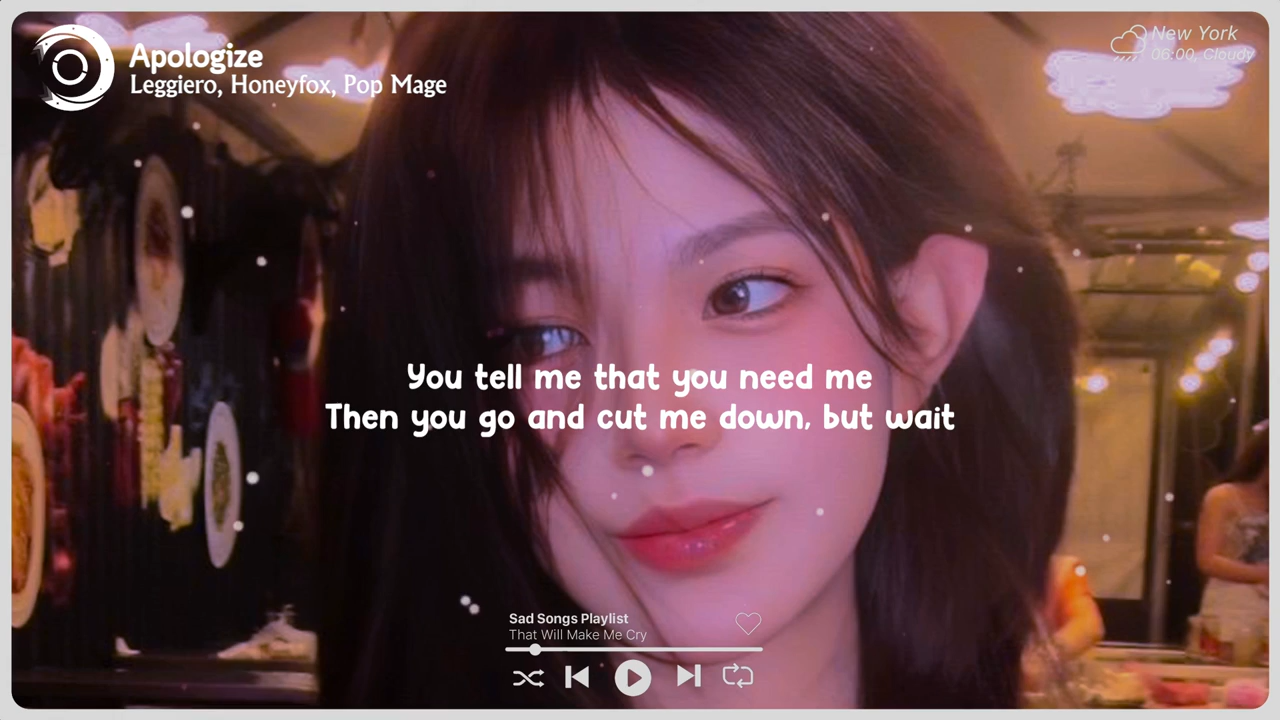 Apologize
Leggiero, Honeyfox, Pop Mage
New York
06:00, Cloudy
You tell me that you need me
Then you go and cut me down, but wait
Sad Songs Playlist
That Will Make Me Cry